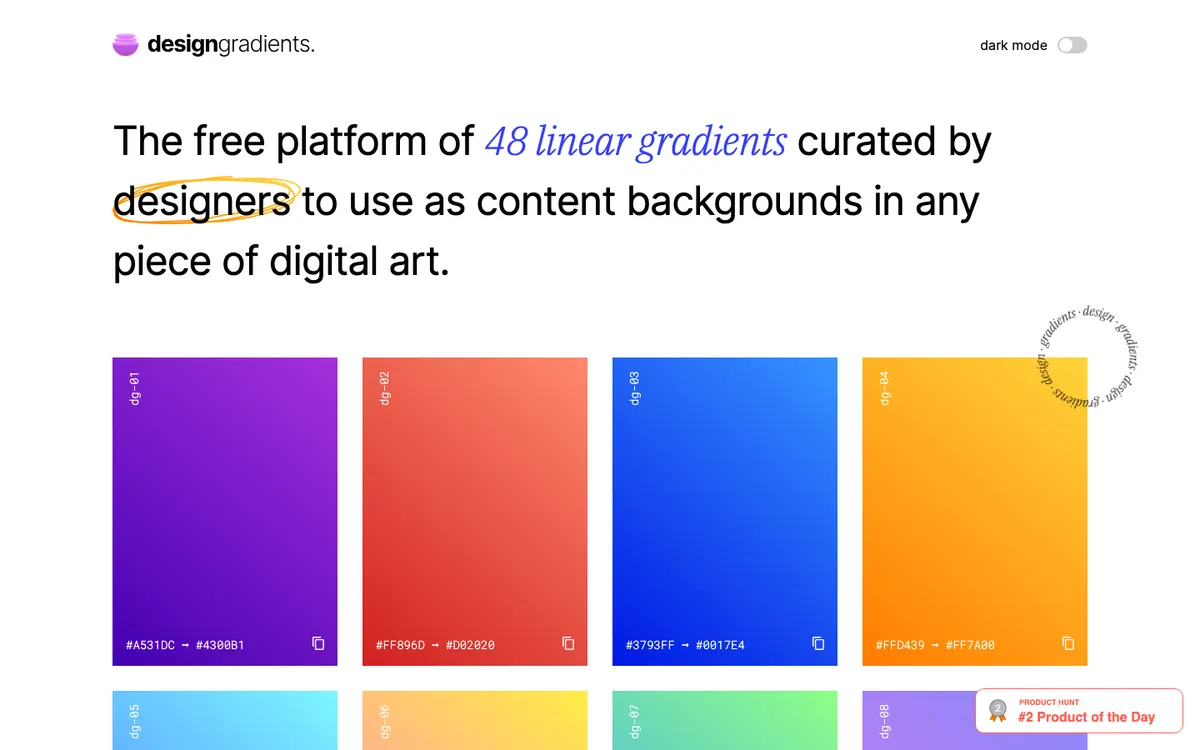 designgradients.
dark mode
The free platform of 48 linear gradients curated by
designers to use as content backgrounds in any
piece of digital art.
design · gradients · design · gradients · design · gradients ·
dg-01
dg-02
dg-03
dg-04
#A531DC → #4300B1
#FF896D → #D02020
#3793FF → #0017E4
#FFD439 → #FF7A00
dg-05
dg-06
dg-07
dg-08
2
PRODUCT HUNT
#2 Product of the Day